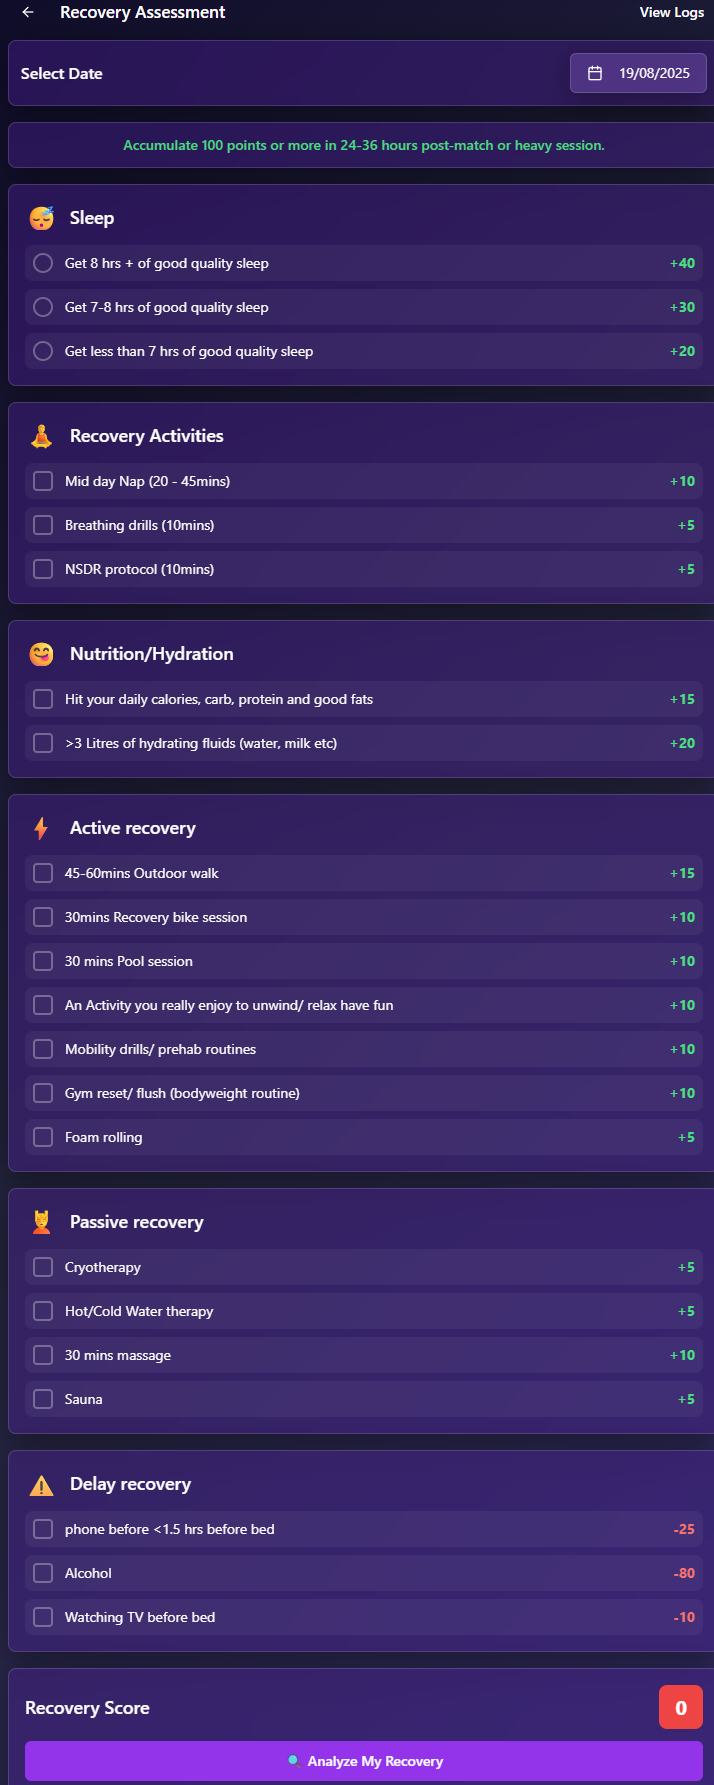 Recovery Assessment
View Logs
Select Date
19/08/2025
Accumulate 100 points or more in 24-36 hours post-match or heavy session.
Sleep
Get 8 hrs + of good quality sleep +40
Get 7-8 hrs of good quality sleep +30
Get less than 7 hrs of good quality sleep +20
Recovery Activities
Mid day Nap (20 - 45mins) +10
Breathing drills (10mins) +5
NSDR protocol (10mins) +5
Nutrition/Hydration
Hit your daily calories, carb, protein and good fats +15
>3 Litres of hydrating fluids (water, milk etc) +20
Active recovery
45-60mins Outdoor walk +15
30mins Recovery bike session +10
30 mins Pool session +10
An Activity you really enjoy to unwind/ relax have fun +10
Mobility drills/ prehab routines +10
Gym reset/ flush (bodyweight routine) +10
Foam rolling +5
Passive recovery
Cryotherapy +5
Hot/Cold Water therapy +5
30 mins massage +10
Sauna +5
Delay recovery
phone before <1.5 hrs before bed -25
Alcohol -80
Watching TV before bed -10
Recovery Score 0
Analyze My Recovery